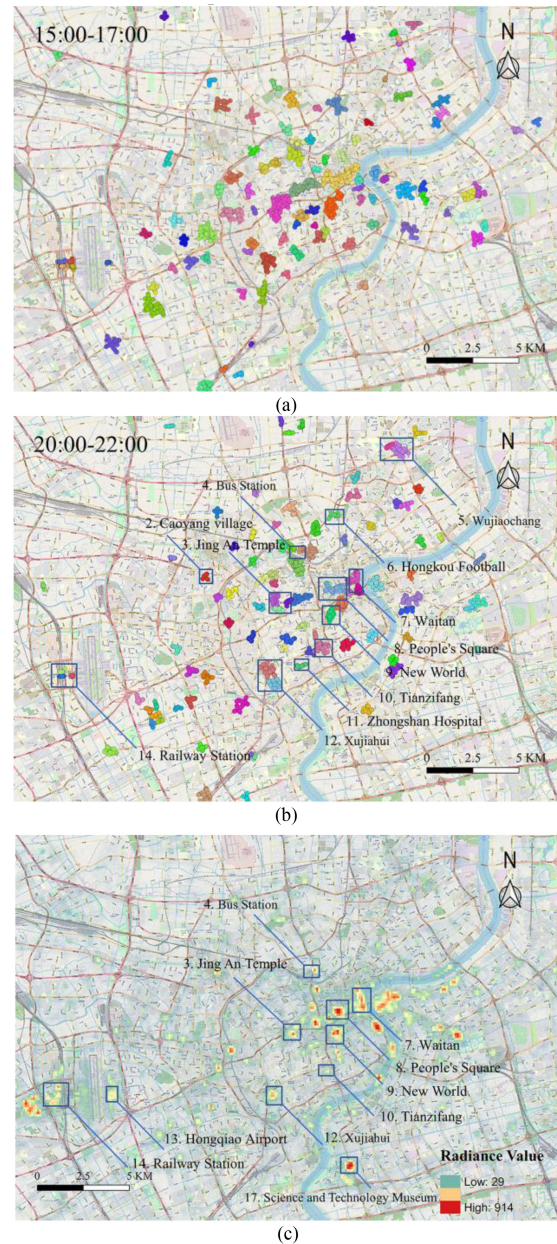 15:00-17:00
N
0 2.5 5 KM
(a)
20:00-22:00
N
4. Bus Station
2. Caoyang village
3. Jing An Temple
5. Wujiaochang
6. Hongkou Football
7. Waitan
8. People's Square
9. New World
10. Tianzifang
11. Zhongshan Hospital
12. Xujiahui
14. Railway Station
0 2.5 5 KM
(b)
N
4. Bus Station
3. Jing An Temple
7. Waitan
8. People's Square
9. New World
10. Tianzifang
13. Hongqiao Airport
12. Xujiahui
14. Railway Station
Radiance Value
0 2.5 5 KM
17. Science and Technology Museum
Low: 29
High: 914
(c)